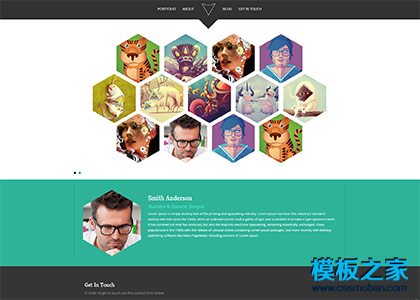 PORTFOLIO ABOUT BLOG GET IN TOUCH
Smith Anderson
Illustrator & Character Designer
Lorem Ipsum is simply dummy text of the printing and typesetting industry. Lorem Ipsum has been the industry's standard
dummy text ever since the 1500s, when an unknown printer took a galley of type and scrambled it to make a type specimen book.
It has survived not only five centuries, but also the leap into electronic typesetting, remaining essentially unchanged. It was
popularised in the 1960s with the release of Letraset sheets containing Lorem Ipsum passages, and more recently with desktop
publishing software like Aldus PageMaker including versions of Lorem Ipsum
Get In Touch
In order to get in touch use the contact form below:
模板之家
www.cssmoban.com